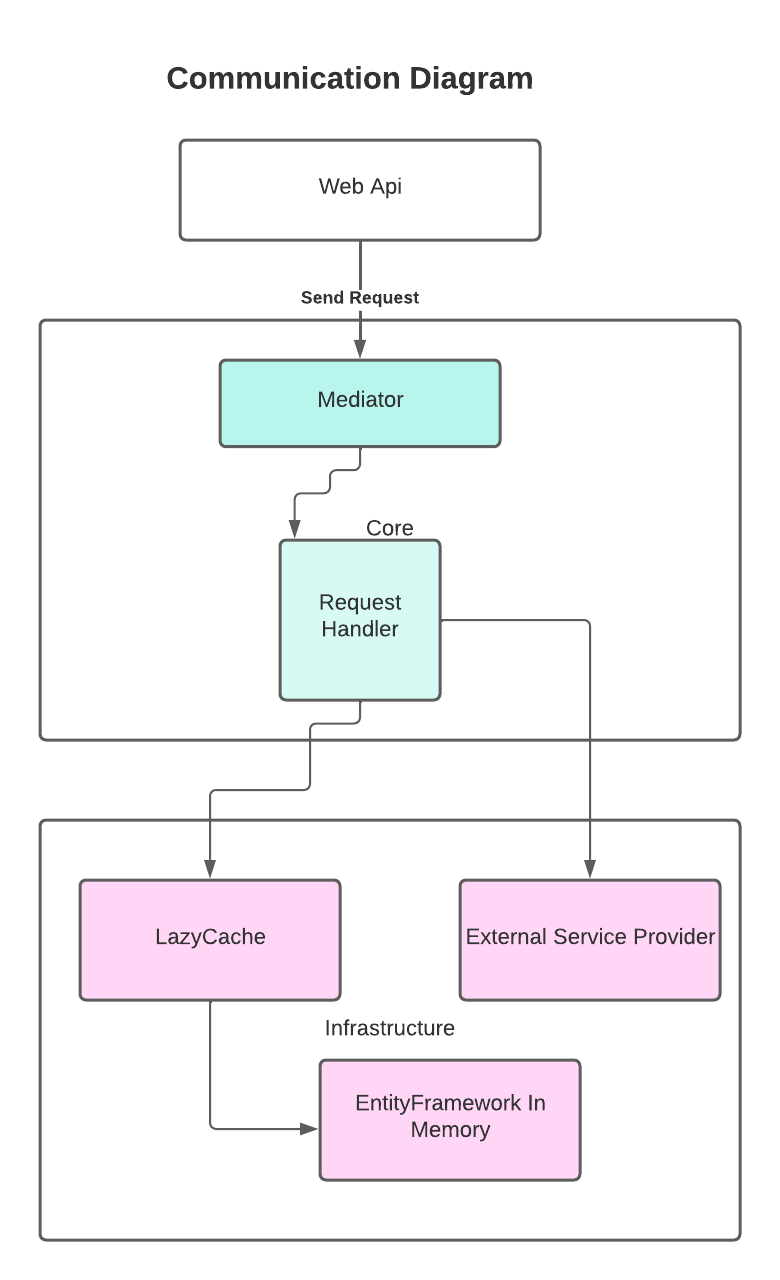 Communication Diagram
Web Api
Send Request
Mediator
Core
Request
Handler
LazyCache
External Service Provider
Infrastructure
EntityFramework In
Memory